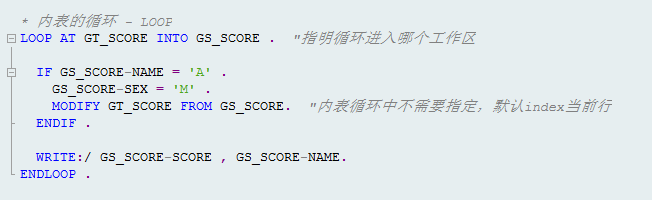 * 内表的循环 - LOOP
LOOP AT GT_SCORE INTO GS_SCORE . "指明循环进入哪个工作区
IF GS_SCORE-NAME = 'A' .
GS_SCORE-SEX = 'M' .
MODIFY GT_SCORE FROM GS_SCORE. "内表循环中不需要指定，默认index当前行
ENDIF .
WRITE:/ GS_SCORE-SCORE , GS_SCORE-NAME.
ENDLOOP .